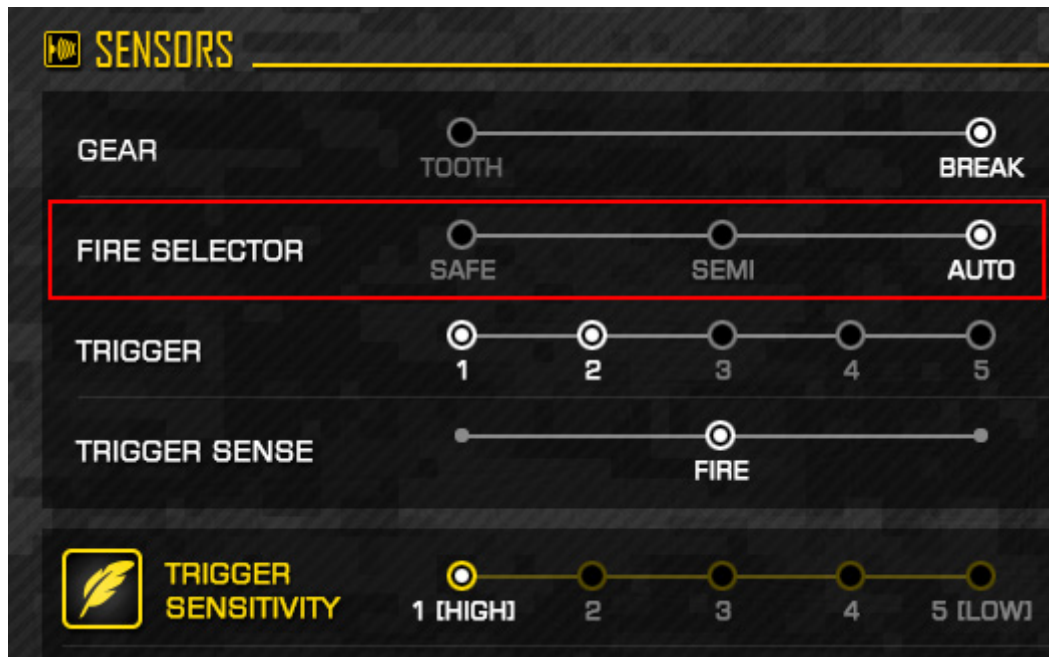 SENSORS
GEAR
TOOTH BREAK
FIRE SELECTOR
SAFE SEMI AUTO
TRIGGER
1 2 3 4 5
TRIGGER SENSE
FIRE
TRIGGER
SENSITIVITY
1 [HIGH] 2 3 4 5 [LOW]